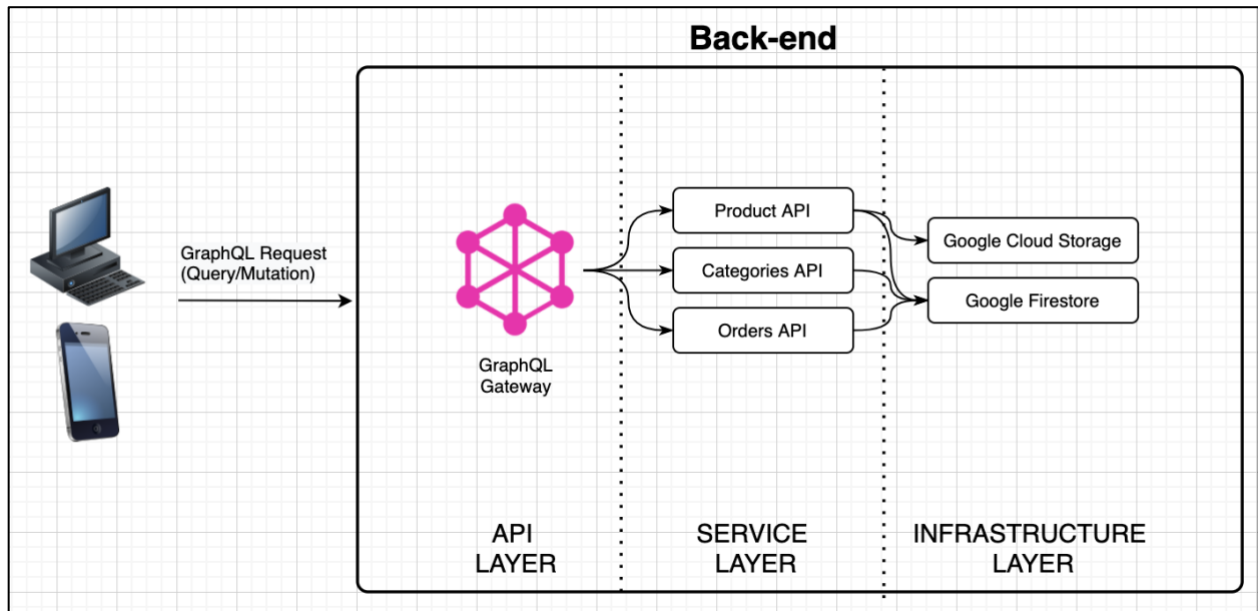 Back-end
GraphQL Request
(Query/Mutation)
GraphQL
Gateway
Product API
Categories API
Orders API
Google Cloud Storage
Google Firestore
API
LAYER
SERVICE
LAYER
INFRASTRUCTURE
LAYER